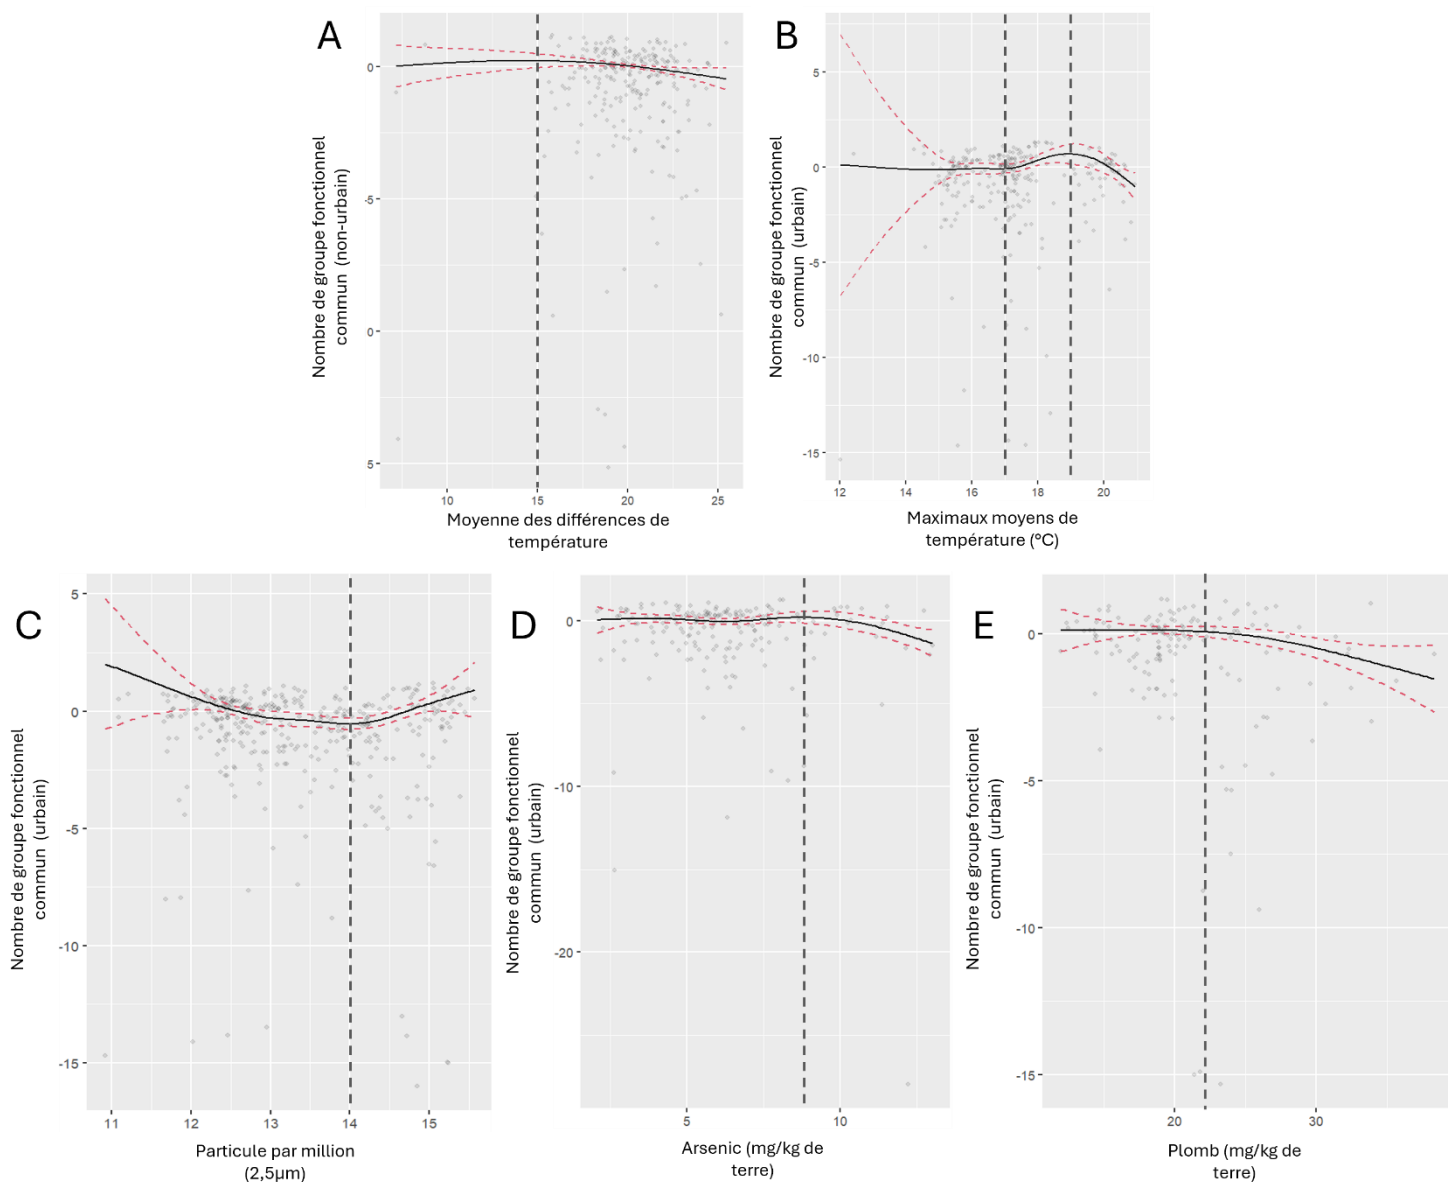 A
0
-5
0
5
10
15
20
25
Nombre de groupe fonctionnel
commun (non-urbain)
Moyenne des différences de
température
B
5
0
-5
-10
-15
12
14
16
18
20
Nombre de groupe fonctionnel
commun (urbain)
Maximaux moyens de
température (°C)
C
5
0
-5
-10
-15
11
12
13
14
15
Nombre de groupe fonctionnel
commun (urbain)
Particule par million
(2,5µm)
D
0
-10
-20
5
10
Nombre de groupe fonctionnel
commun (urbain)
Arsenic (mg/kg de
terre)
E
0
-5
-10
-15
20
30
Nombre de groupe fonctionnel
commun (urbain)
Plomb (mg/kg de
terre)